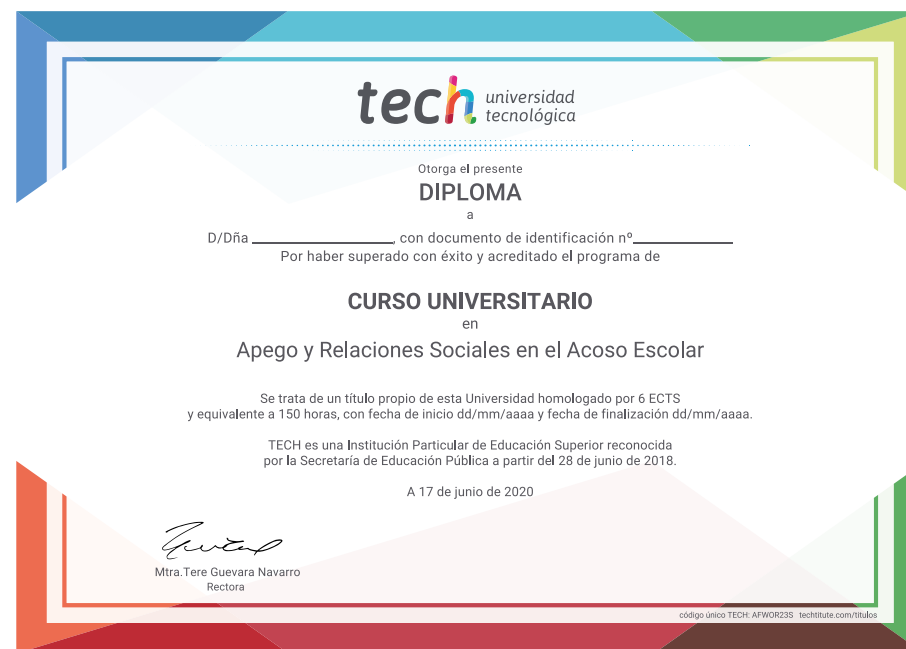 tech universidad
tecnológica
Otorga el presente
DIPLOMA
a
D/Dña ____________________, con documento de identificación nº______________
Por haber superado con éxito y acreditado el programa de
CURSO UNIVERSITARIO
en
Apego y Relaciones Sociales en el Acoso Escolar
Se trata de un título propio de esta Universidad homologado por 6 ECTS
y equivalente a 150 horas, con fecha de inicio dd/mm/aaaa y fecha de finalización dd/mm/aaaa.
TECH es una Institución Particular de Educación Superior reconocida
por la Secretaría de Educación Pública a partir del 28 de junio de 2018.
A 17 de junio de 2020
Mtra.Tere Guevara Navarro
Rectora
código único TECH: AFWOR23S techtitute.com/titulos